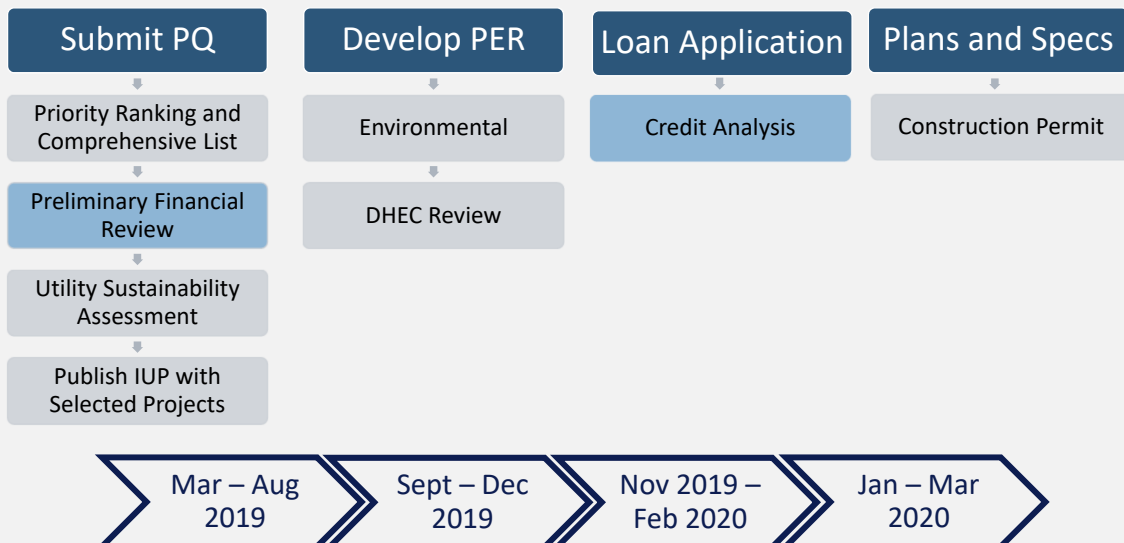 Submit PQ
Priority Ranking and
Comprehensive List
Preliminary Financial
Review
Utility Sustainability
Assessment
Publish IUP with
Selected Projects
Develop PER
Environmental
DHEC Review
Loan Application
Credit Analysis
Plans and Specs
Construction Permit
Mar – Aug
2019
Sept – Dec
2019
Nov 2019 –
Feb 2020
Jan – Mar
2020